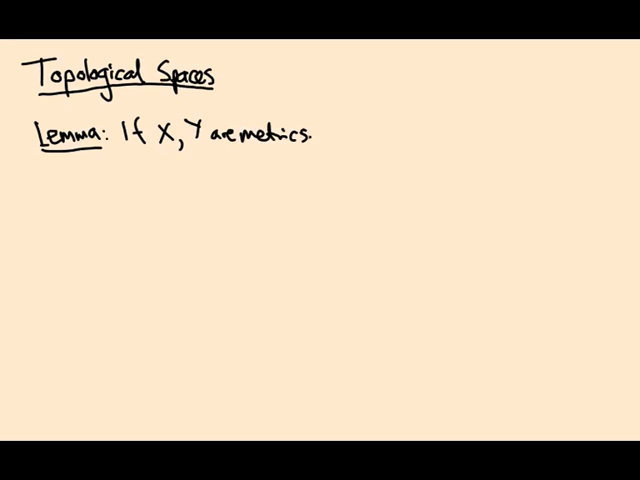 Topological Spaces
Lemma: If X, Y are metrics.